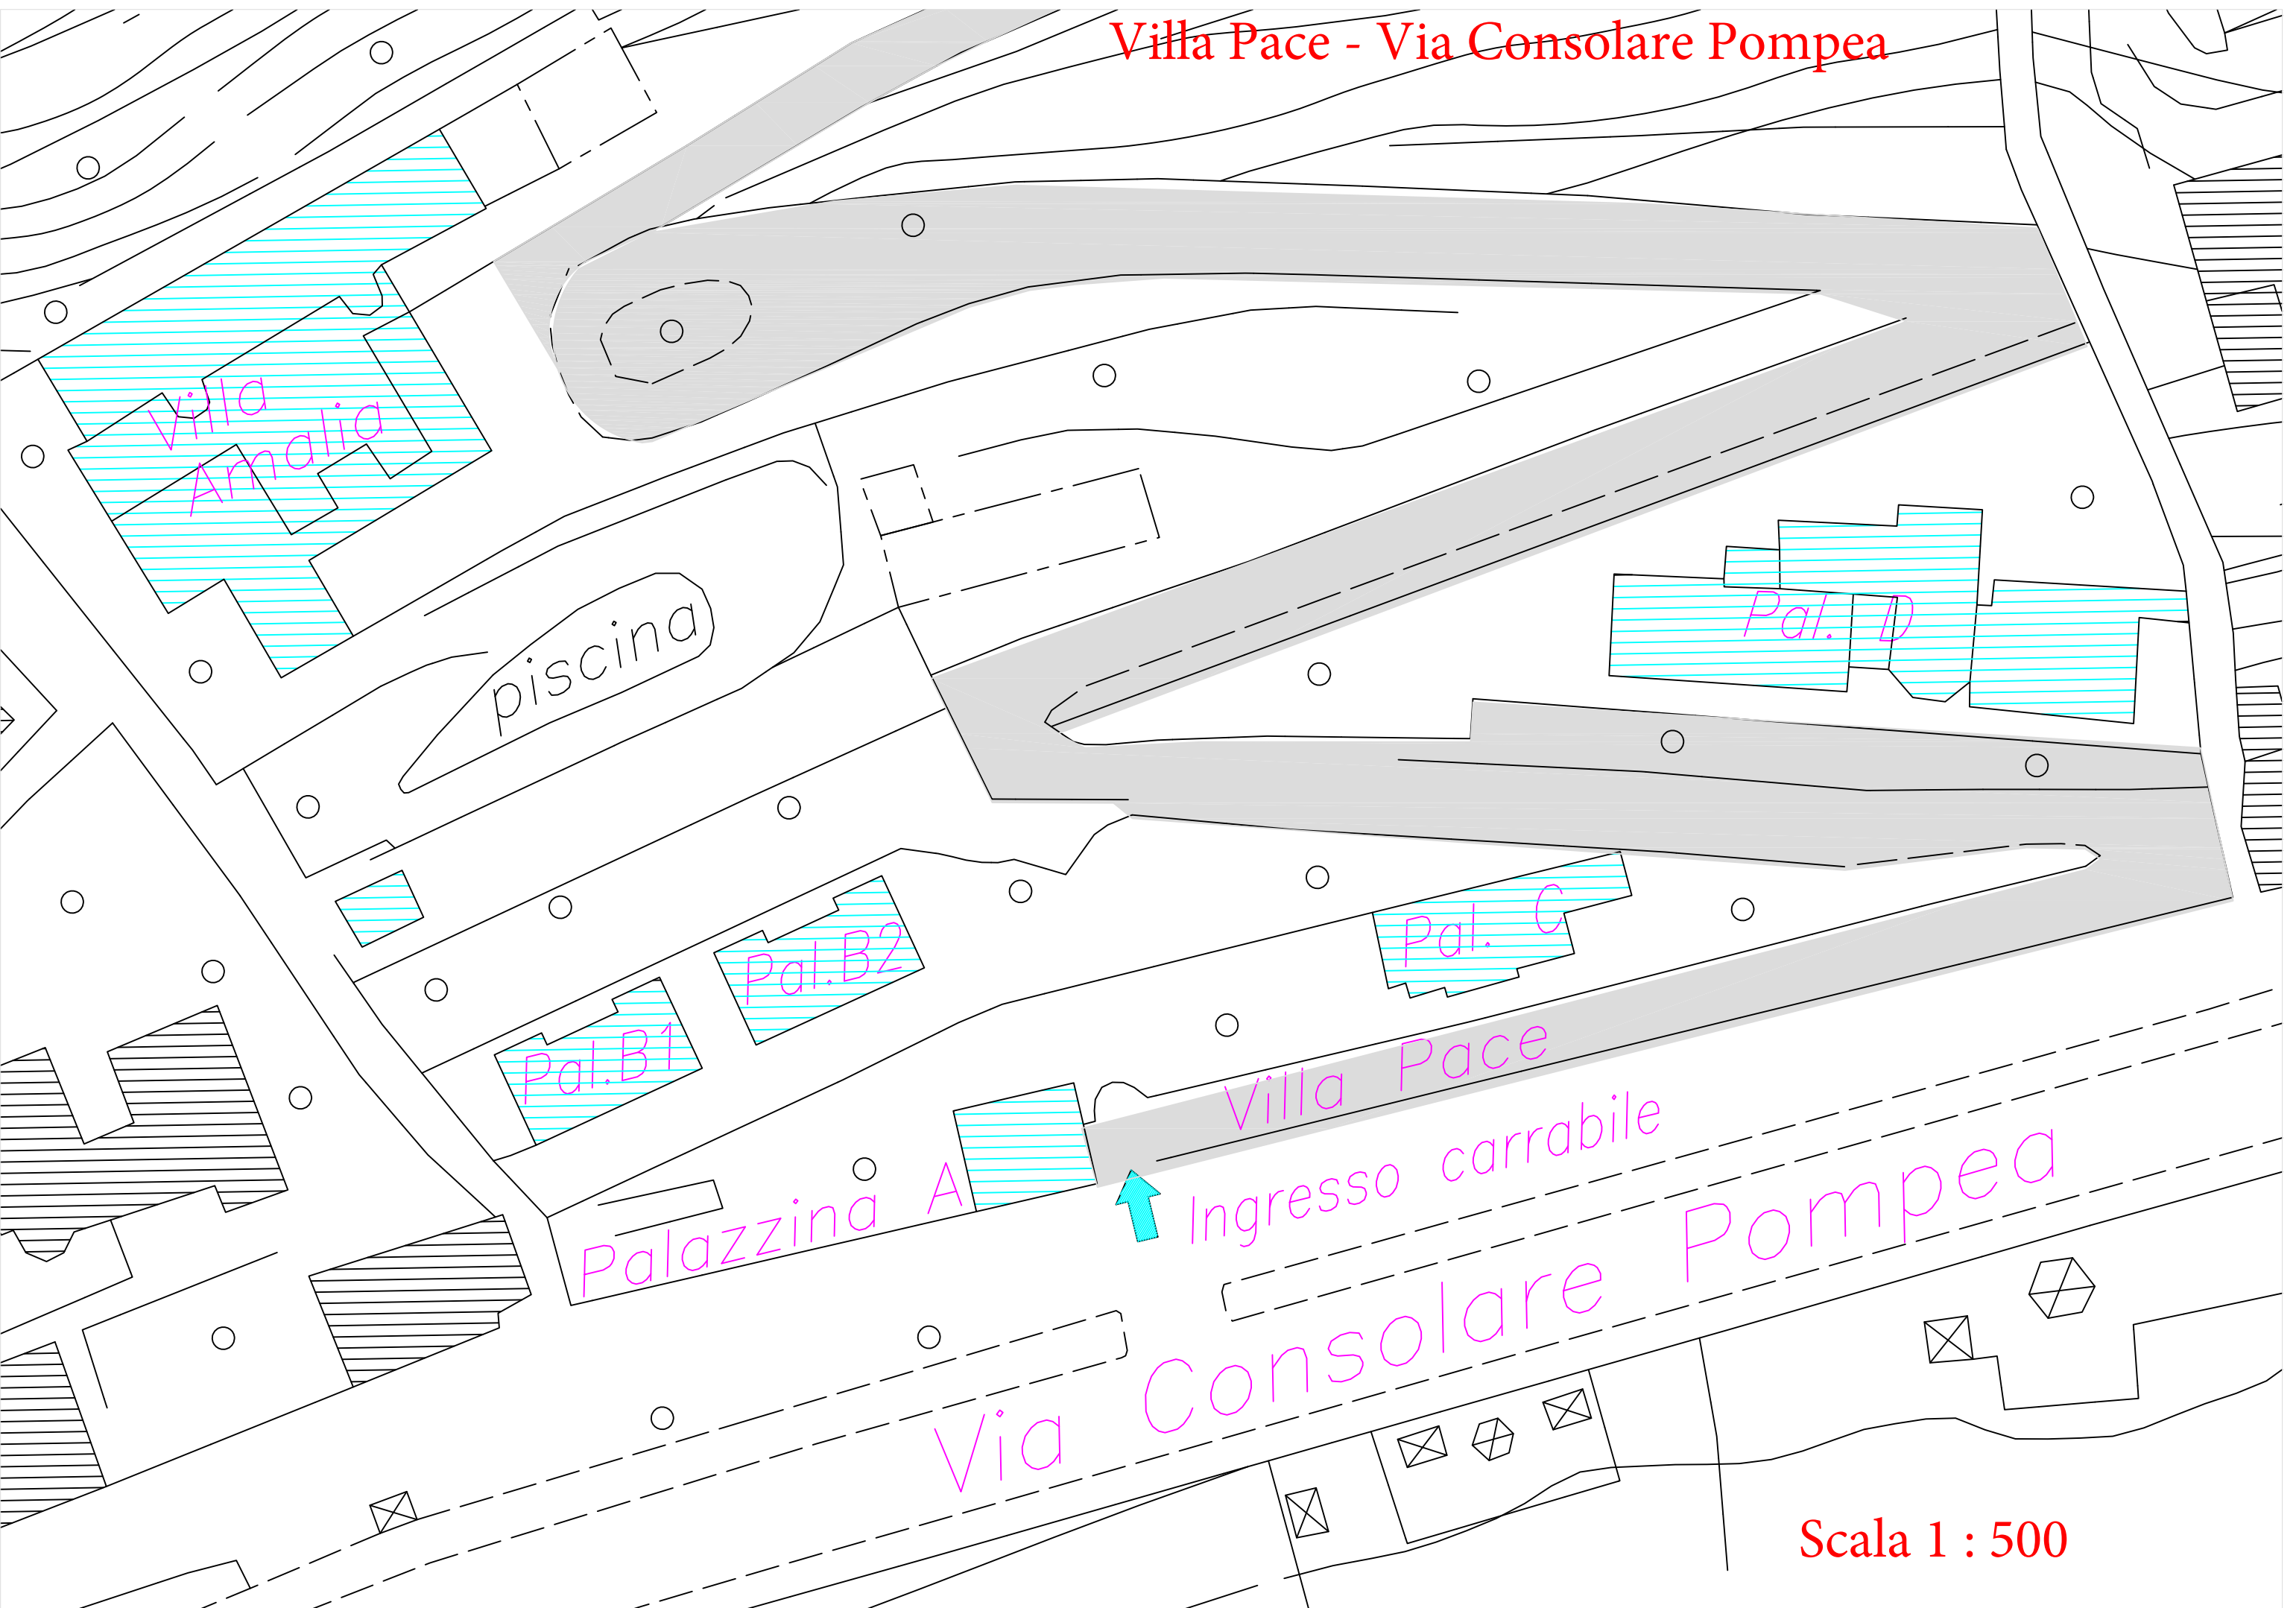 Villa Pace - Via Consolare Pompea
Villa
Amalia
piscina
Pal. D
Pal. C
Pal.B2
Pal.B1
Villa Pace
Palazzina A
Ingresso carrabile
Via Consolare Pompea
Scala 1 : 500